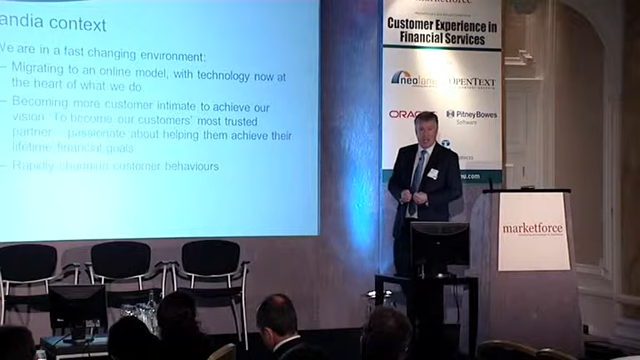 andia context
We are in a fast changing environment:
– Migrating to an online model, with technology now at
the heart of what we do
– Becoming more customer intimate to achieve our
vision. To become our customers' most trusted
partner passionate about helping them achieve their
lifetime financial goals
– Rapidly changing customer behaviours
marketforce
Customer Experience in
Financial Services
neolane
OPENTEXT
ORACLE
PitneyBowes
Software
marketforce